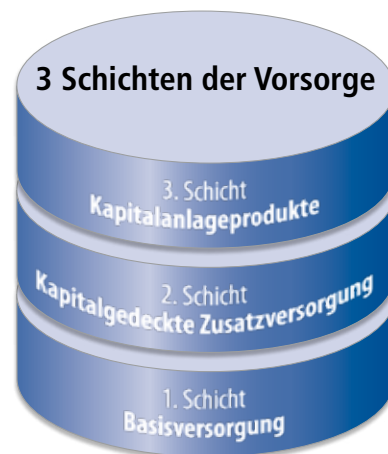 3 Schichten der Vorsorge
3. Schicht
Kapitalanlageprodukte
2. Schicht
Kapitalgedeckte Zusatzversorgung
1. Schicht
Basisversorgung